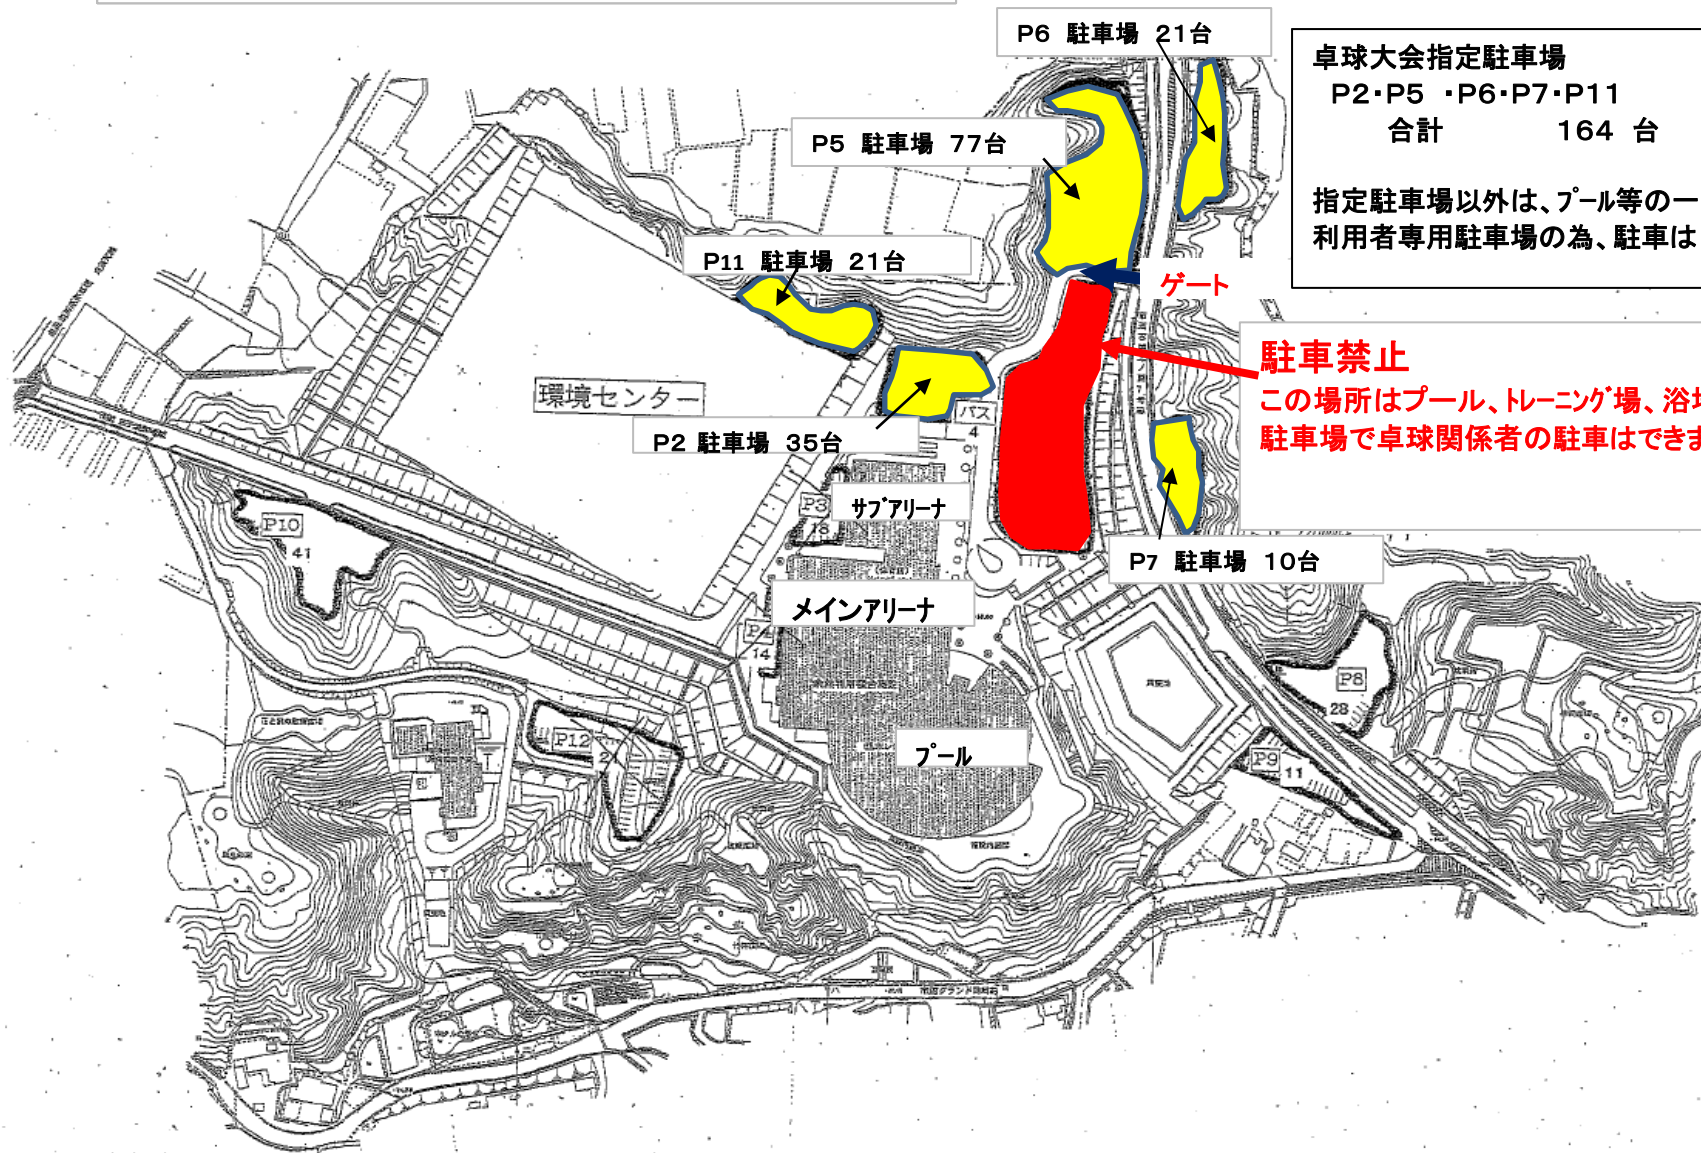 P6 駐車場 21台
卓球大会指定駐車場
P2・P5 ・P6・P7・P11
合計 164 台
指定駐車場以外は、プール等の一
利用者専用駐車場の為、駐車は
P5 駐車場 77台
P11 駐車場 21台
ゲート
駐車禁止
この場所はプール、トレーニング場、浴場
駐車場で卓球関係者の駐車はできま
環境センター
バス
4
P2 駐車場 35台
P3
18
サブアリーナ
P10
41
P7 駐車場 10台
メインアリーナ
P4
14
P8
28
P12
21
プール
P9
11